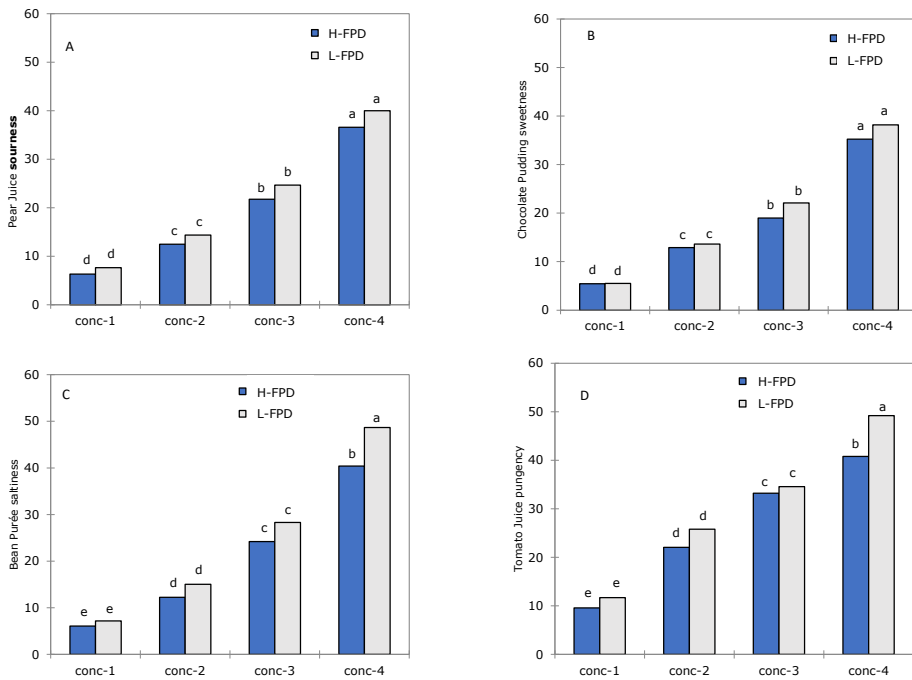 A
H-FPD
L-FPD
Pear Juice sourness
60
50
40
30
20
10
0
d d c c b b a a
conc-1 conc-2 conc-3 conc-4
B
H-FPD
L-FPD
Chocolate Pudding sweetness
60
50
40
30
20
10
0
d d c c b b a a
conc-1 conc-2 conc-3 conc-4
C
H-FPD
L-FPD
Bean Purée saltiness
60
50
40
30
20
10
0
e e d d c c b a
conc-1 conc-2 conc-3 conc-4
D
H-FPD
L-FPD
Tomato Juice pungency
60
50
40
30
20
10
0
e e d d c c b a
conc-1 conc-2 conc-3 conc-4